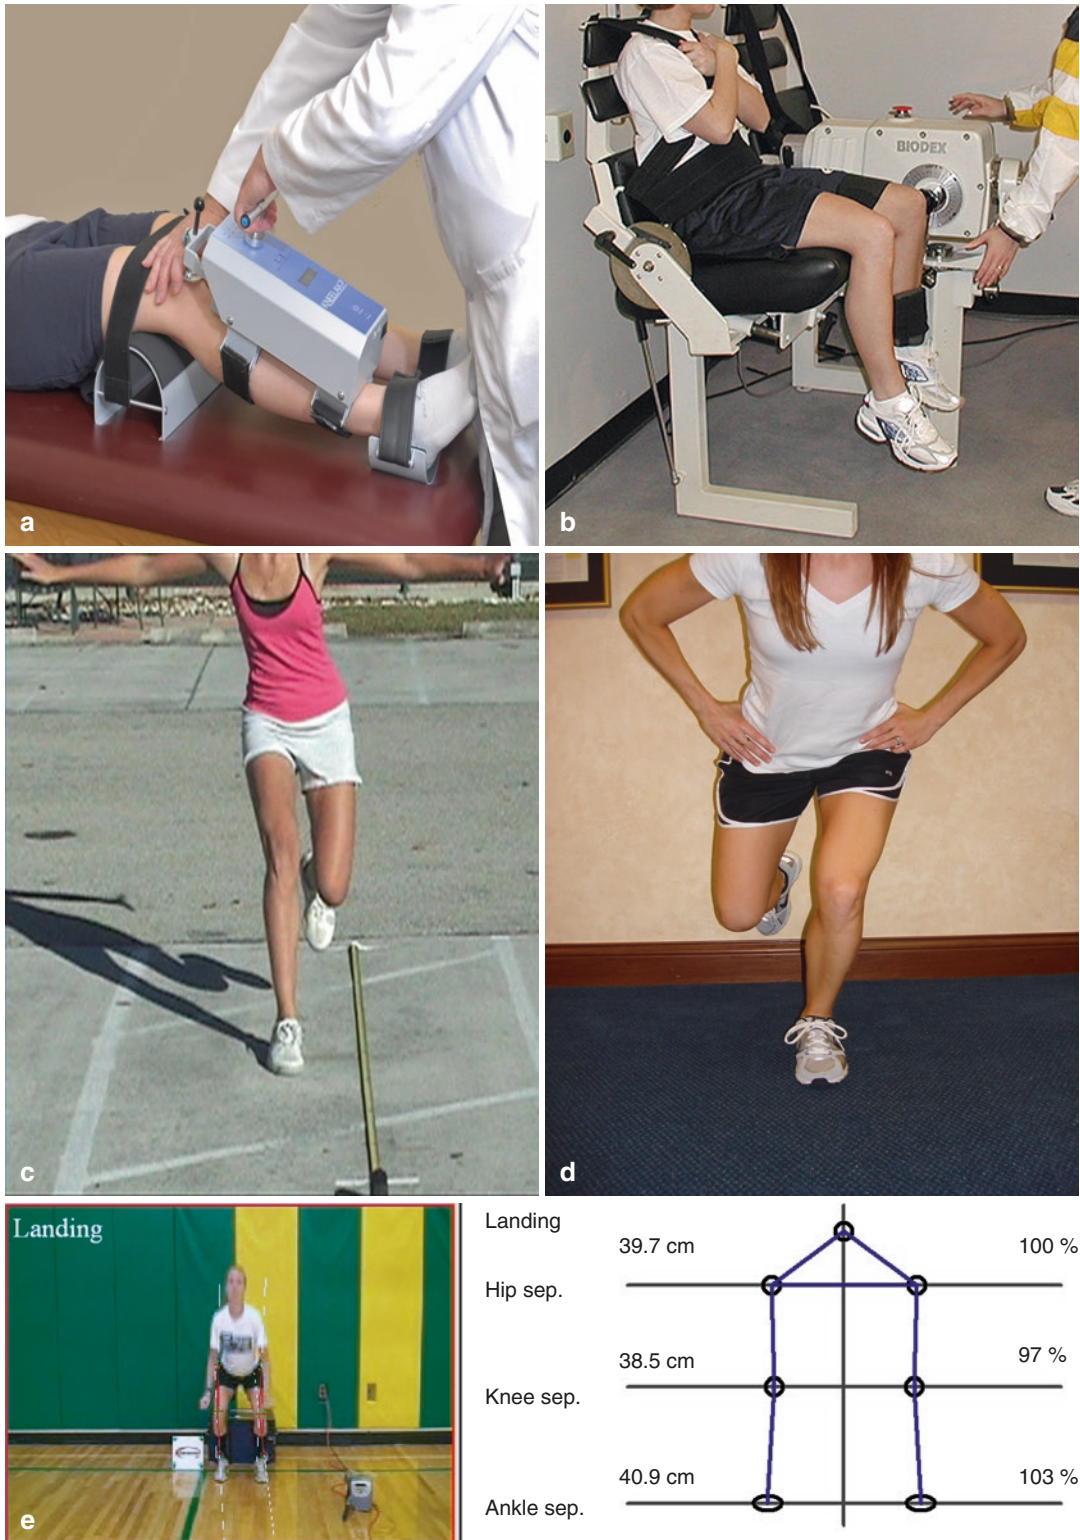 a
BIODEX
b
c
d
Landing
e
Landing
39.7 cm
100 %
Hip sep.
38.5 cm
97 %
Knee sep.
40.9 cm
103 %
Ankle sep.